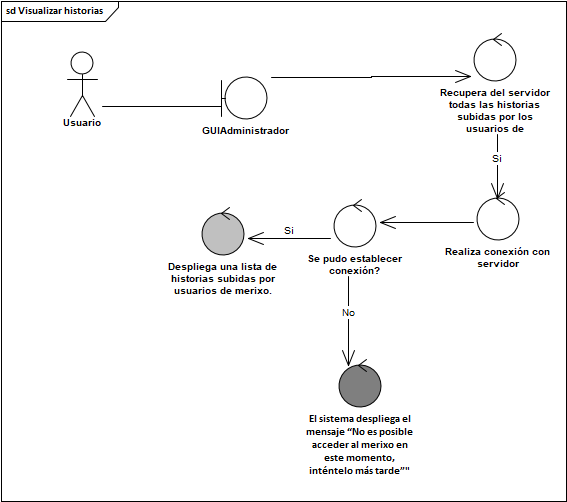 sd Visualizar historias
Usuario
GUIAdministrador
Recupera del servidor
todas las historias
subidas por los
usuarios de
Si
Realiza conexión con
servidor
Se pudo establecer
conexión?
Si
Despliega una lista de
historias subidas por
usuarios de merixo.
No
El sistema despliega el
mensaje “No es posible
acceder al merixo en
este momento,
inténtelo más tarde”"